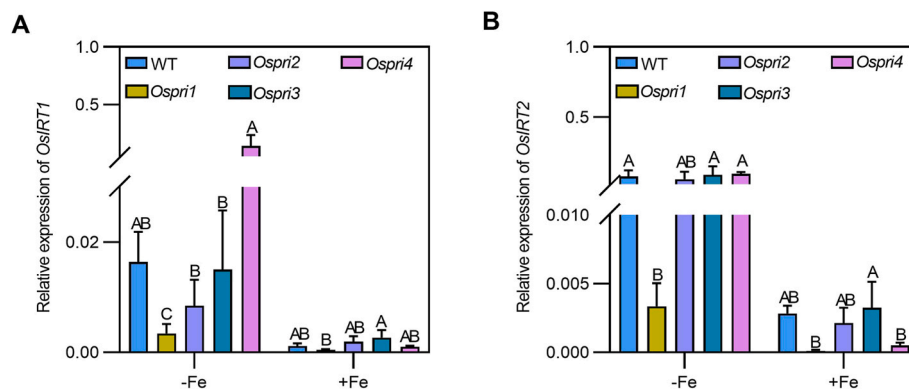 A
Relative expression of OsIRT1
1.0
0.5
0.02
0.00
WT
Ospri2
Ospri4
Ospri1
Ospri3
AB
C
B
B
A
AB
B
AB
A
AB
-Fe
+Fe
B
Relative expression of OsIRT2
1.0
0.5
0.010
0.005
0.000
WT
Ospri2
Ospri4
Ospri1
Ospri3
A
B
AB
A
A
AB
B
AB
A
B
-Fe
+Fe